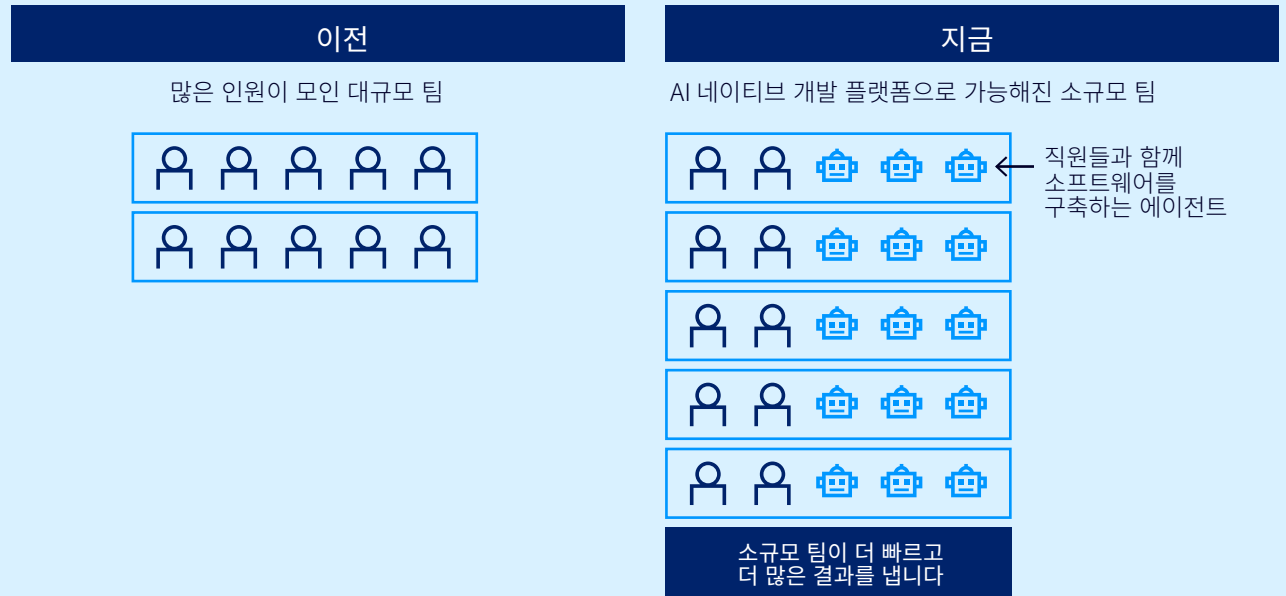 이전
많은 인원이 모인 대규모 팀
지금
AI 네이티브 개발 플랫폼으로 가능해진 소규모 팀
직원들과 함께
소프트웨어를
구축하는 에이전트
소규모 팀이 더 빠르고
더 많은 결과를 냅니다